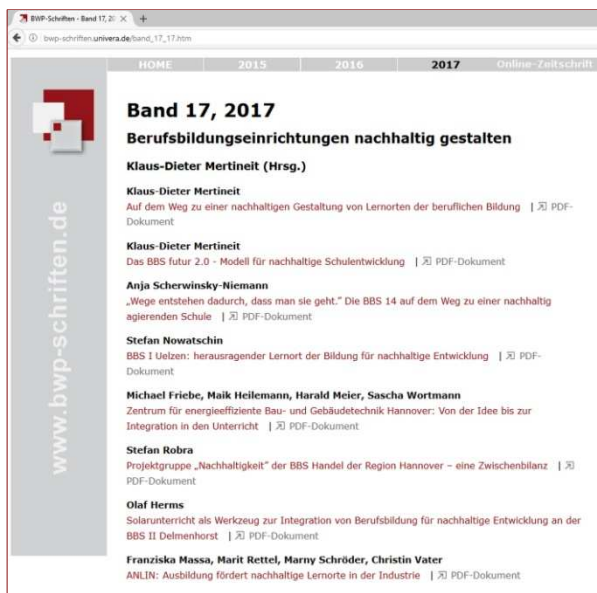 BWP-Schriften - Band 17, 20
bwp-schriften.univera.de/band_17_17.htm
HOME 2015 2016 2017 Online-Zeitschrift
www.bwp-schriften.de
Band 17, 2017
Berufsbildungseinrichtungen nachhaltig gestalten
Klaus-Dieter Mertineit (Hrsg.)
Klaus-Dieter Mertineit
Auf dem Weg zu einer nachhaltigen Gestaltung von Lernorten der beruflichen Bildung | PDF-
Dokument
Klaus-Dieter Mertineit
Das BBS futur 2.0 - Modell für nachhaltige Schulentwicklung | PDF-Dokument
Anja Scherwinsky-Niemann
„Wege entstehen dadurch, dass man sie geht.“ Die BBS 14 auf dem Weg zu einer nachhaltig
agierenden Schule | PDF-Dokument
Stefan Nowatschin
BBS I Uelzen: herausragender Lernort der Bildung für nachhaltige Entwicklung | PDF-
Dokument
Michael Friebe, Maik Heilemann, Harald Meier, Sascha Wortmann
Zentrum für energieeffiziente Bau- und Gebäudetechnik Hannover: Von der Idee bis zur
Integration in den Unterricht | PDF-Dokument
Stefan Robra
Projektgruppe „Nachhaltigkeit“ der BBS Handel der Region Hannover – eine Zwischenbilanz |
PDF-Dokument
Olaf Herms
Solarunterricht als Werkzeug zur Integration von Berufsbildung für nachhaltige Entwicklung an der
BBS II Delmenhorst | PDF-Dokument
Franziska Massa, Marit Rettel, Marny Schröder, Christin Vater
ANLIN: Ausbildung fördert nachhaltige Lernorte in der Industrie | PDF-Dokument